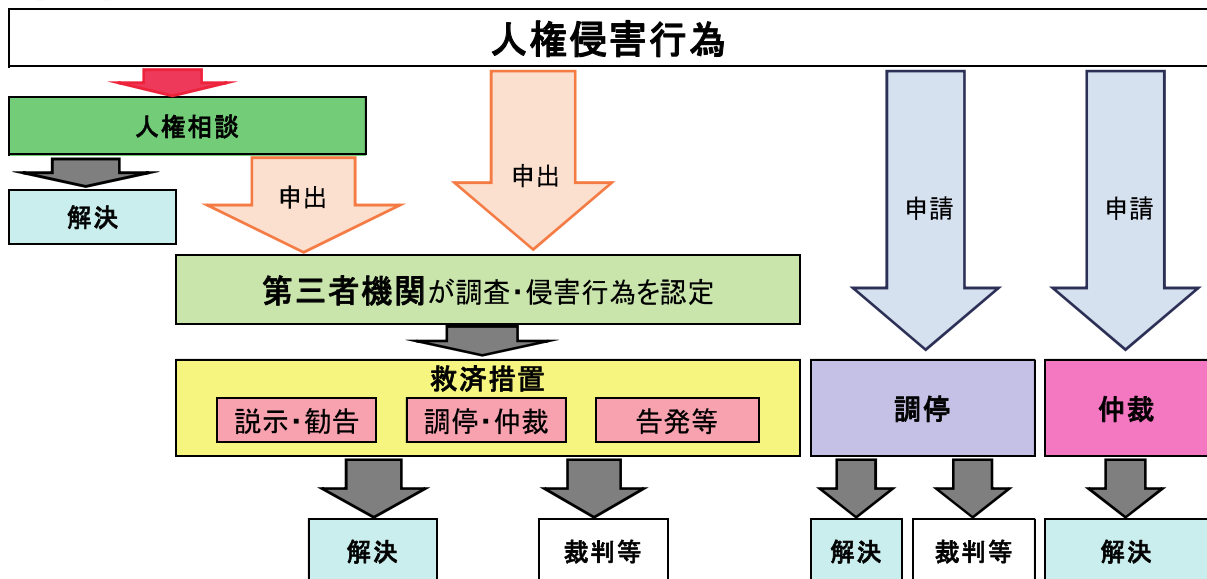 人権侵害行為
人権相談
解決
申出
申出
申請
申請
第三者機関が調査・侵害行為を認定
救済措置
説示・勧告
調停・仲裁
告発等
調停
仲裁
解決
裁判等
解決
裁判等
解決